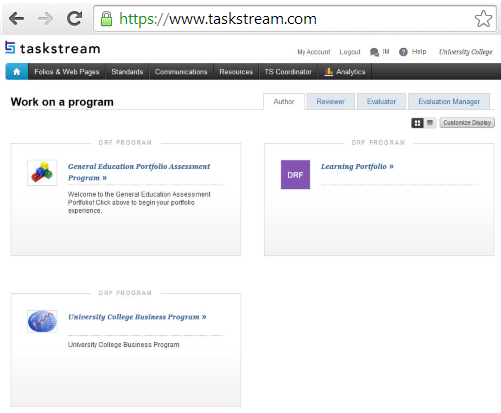 https://www.taskstream.com
taskstream
My Account Logout IM Help University College
Folios & Web Pages Standards Communications Resources TS Coordinator Analytics
Work on a program
Author Reviewer Evaluator Evaluation Manager
Customize Display
DRF PROGRAM
General Education Portfolio Assessment
Program »
Welcome to the General Education Assessment
Portfolio! Click above to begin your portfolio
experience.
DRF PROGRAM
DRF
Learning Portfolio »
DRF PROGRAM
University College Business Program »
University College Business Program